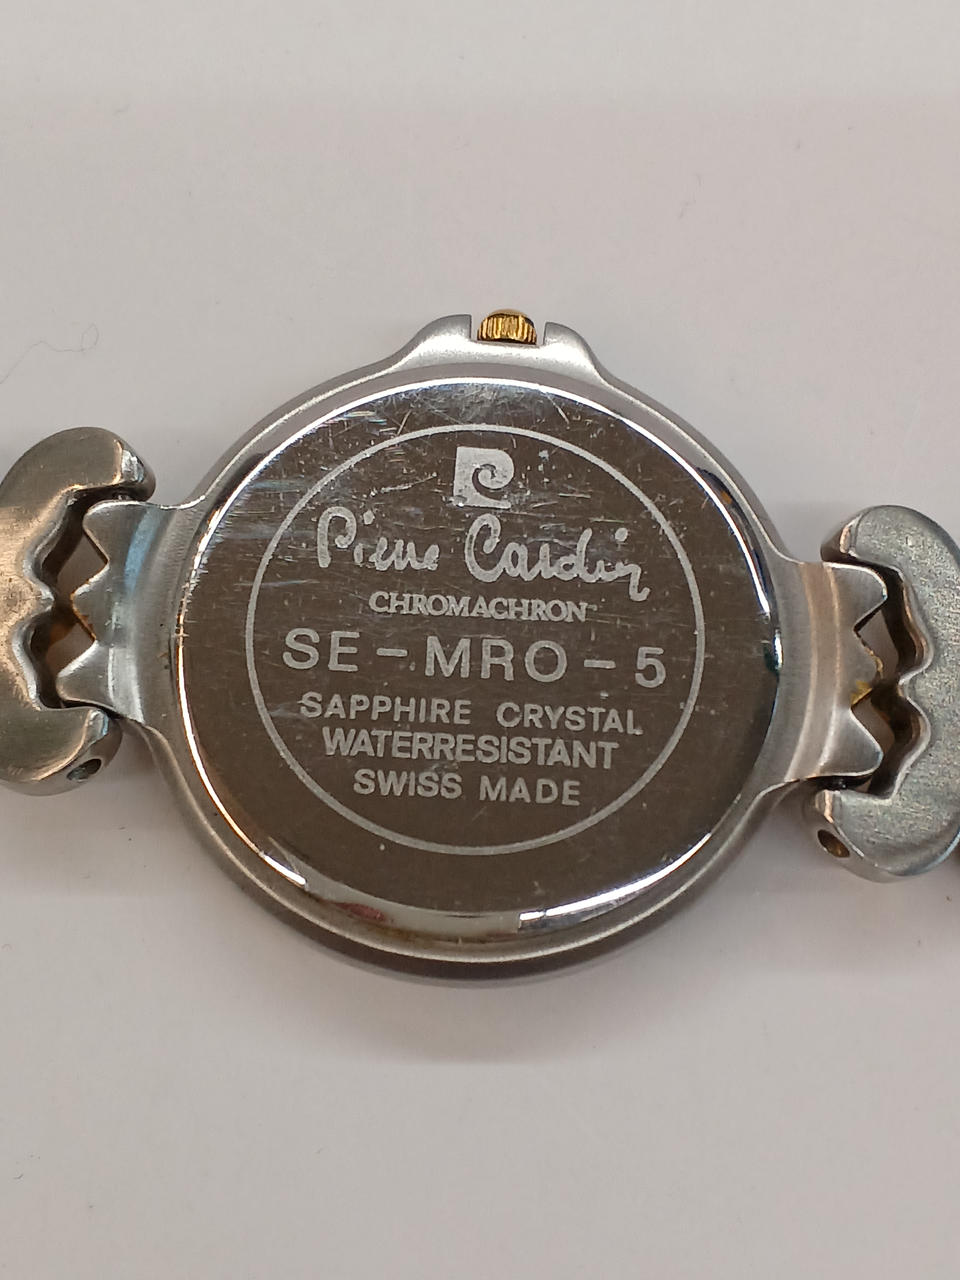 Pierre Cardin
CHROMACHRON
SE-MRO-5
SAPPHIRE CRYSTAL
WATERRESISTANT
SWISS MADE